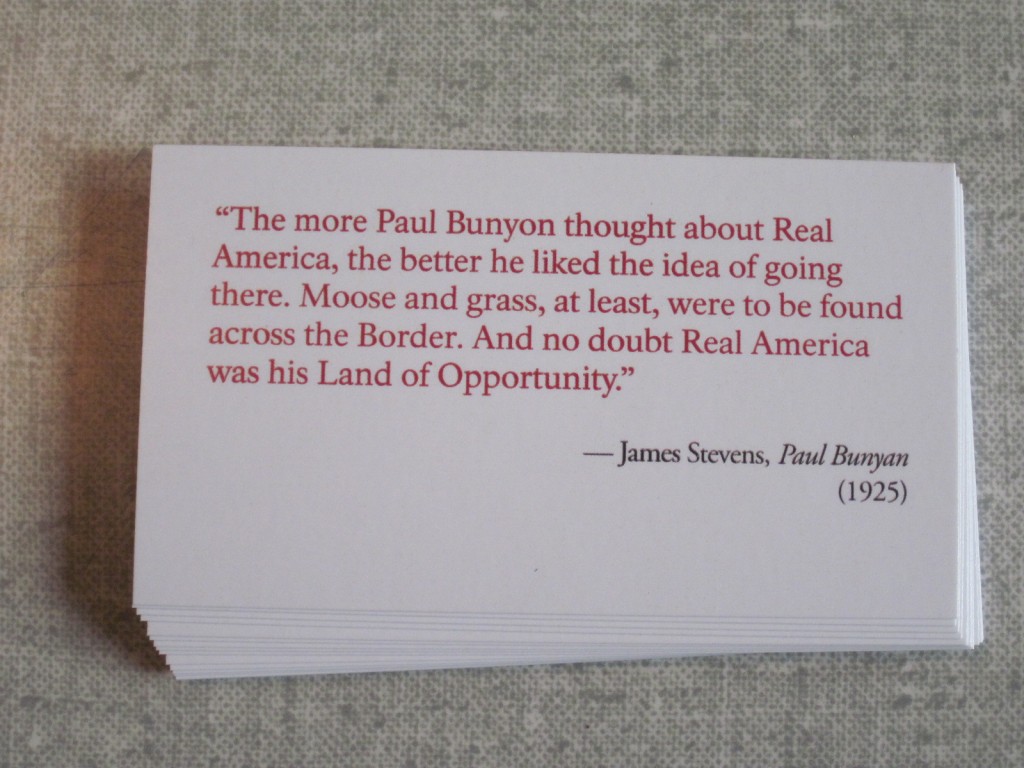 “The more Paul Bunyon thought about Real
America, the better he liked the idea of going
there. Moose and grass, at least, were to be found
across the Border. And no doubt Real America
was his Land of Opportunity.”
— James Stevens, Paul Bunyan
(1925)